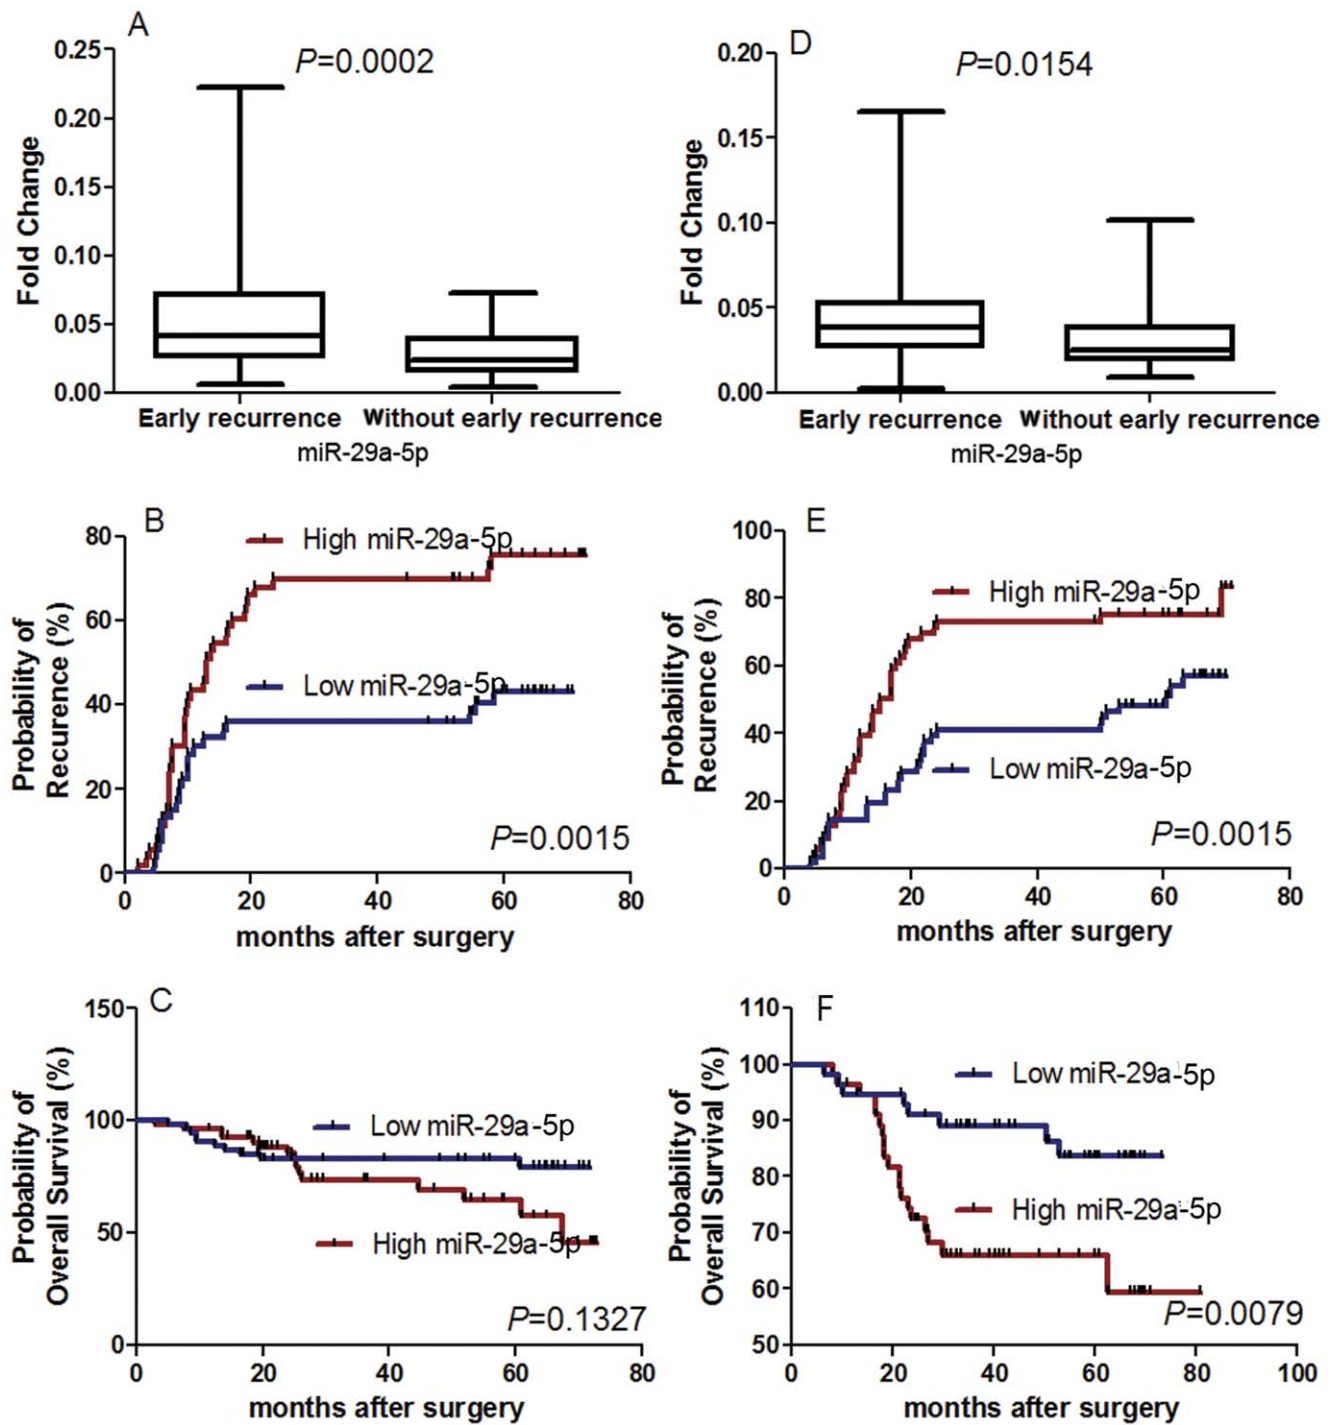 A
P=0.0002
0.25
0.20
0.15
0.10
0.05
0.00
Fold Change
Early recurrence
Without early recurrence
miR-29a-5p
D
P=0.0154
0.20
0.15
0.10
0.05
0.00
Fold Change
Early recurrence
Without early recurrence
miR-29a-5p
B
High miR-29a-5p
Low miR-29a-5p
P=0.0015
80
60
40
20
0
Probability of
Recurence (%)
0 20 40 60 80
months after surgery
E
High miR-29a-5p
Low miR-29a-5p
P=0.0015
100
80
60
40
20
0
Probability of
Recurrence (%)
0 20 40 60 80
months after surgery
C
Low miR-29a-5p
High miR-29a-5p
P=0.1327
150
100
50
0
Probability of
Overall Survival (%)
0 20 40 60 80
months after surgery
F
Low miR-29a-5p
High miR-29a-5p
P=0.0079
110
100
90
80
70
60
50
Probability of
Overall Survival (%)
0 20 40 60 80 100
months after surgery